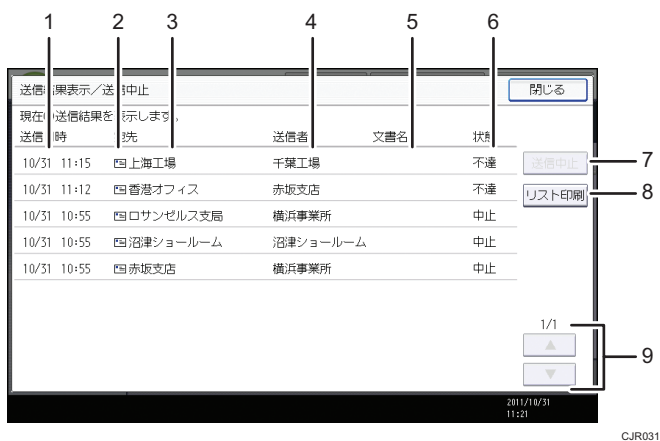 1 2 3 4 5 6
送信結果表示／送信中止 閉じる
現在の送信結果を表示します。
送信日時 宛先 送信者 文書名 状態
10/31 11:15 上海工場 千葉工場 不達 送信中止 7
10/31 11:12 香港オフィス 赤坂支店 不達 リスト印刷 8
10/31 10:55 ロサンゼルス支局 横浜事業所 中止
10/31 10:55 沼津ショールーム 沼津ショールーム 中止
10/31 10:55 赤坂支店 横浜事業所 中止
1/1
▲
9
▼
2011/10/31
11:21
CJR031